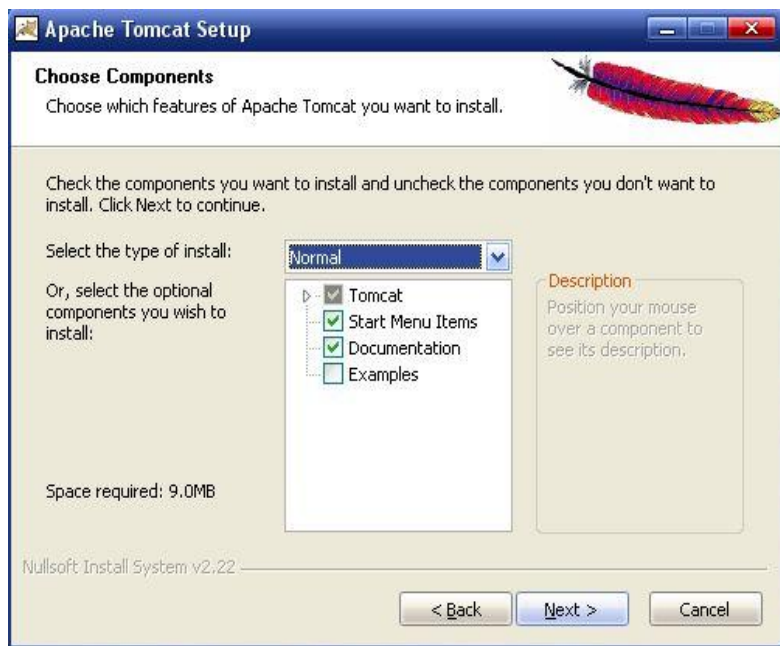 Apache Tomcat Setup
Choose Components
Choose which features of Apache Tomcat you want to install.
Check the components you want to install and uncheck the components you don't want to
install. Click Next to continue.
Select the type of install:
Normal
Or, select the optional
components you wish to
install:
Tomcat
Start Menu Items
Documentation
Examples
Description
Position your mouse
over a component to
see its description.
Space required: 9.0MB
Nullsoft Install System v2.22
< Back
Next >
Cancel